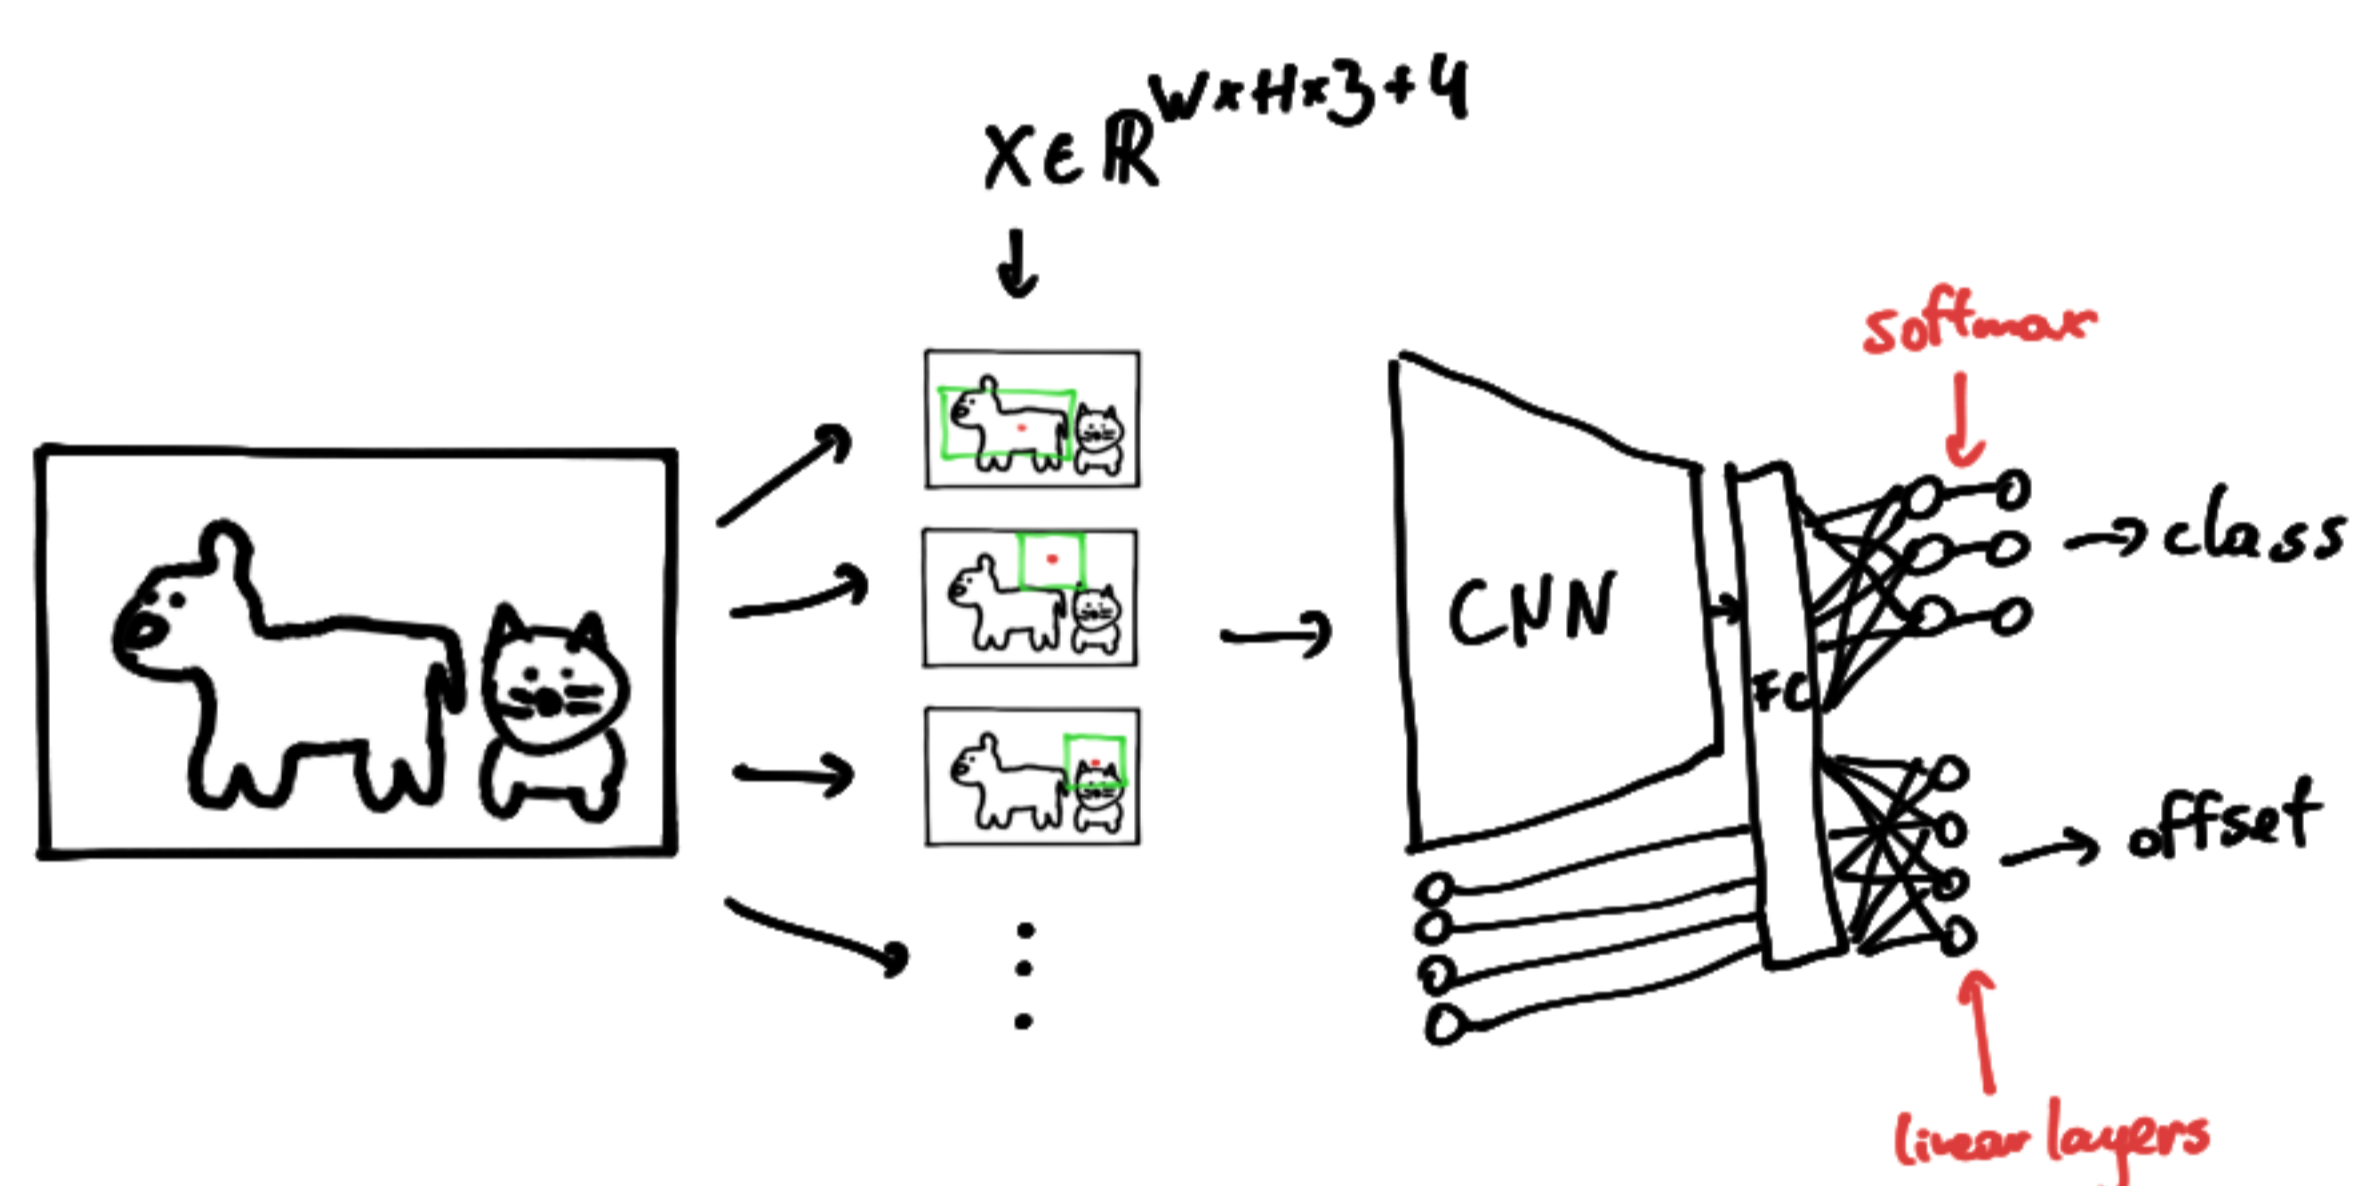 X∈ℝ^W×H×3+4
softmax
CNN
FC
→ class
→ offset
linear layers